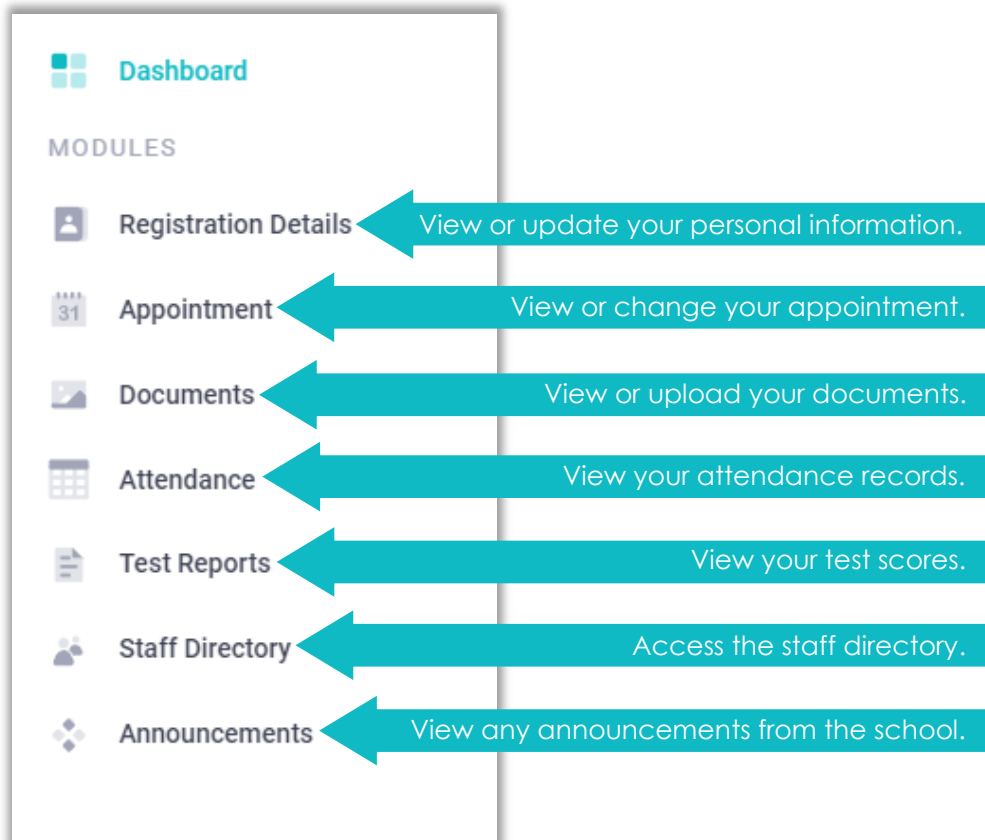 Dashboard
MODULES
Registration Details
View or update your personal information.
31
Appointment
View or change your appointment.
Documents
View or upload your documents.
Attendance
View your attendance records.
Test Reports
View your test scores.
Staff Directory
Access the staff directory.
Announcements
View any announcements from the school.